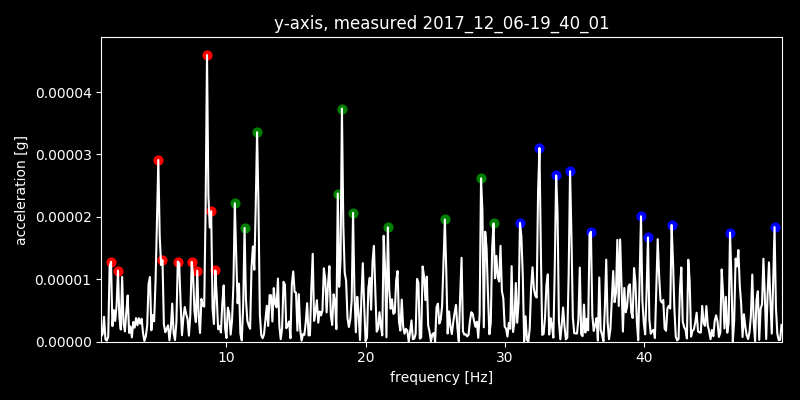 y-axis, measured 2017_12_06-19_40_01
0.00004
0.00003
0.00002
0.00001
0.00000
acceleration [g]
10 20 30 40
frequency [Hz]